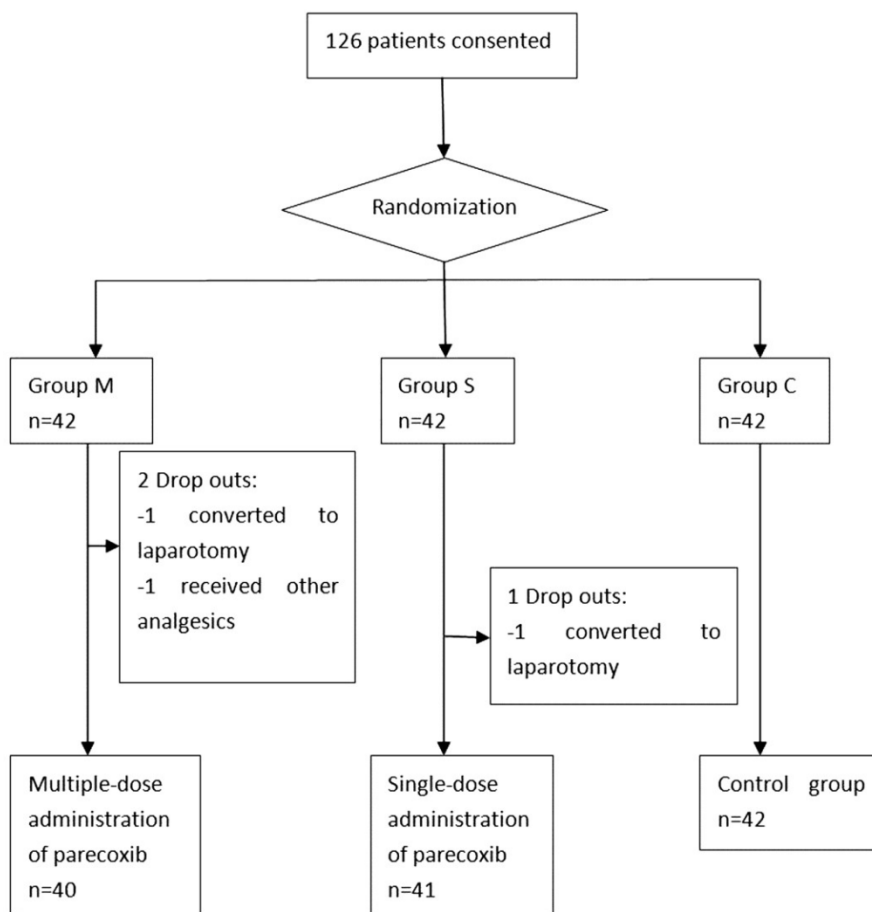 126 patients consented
Randomization
Group M
n=42
Group S
n=42
Group C
n=42
2 Drop outs:
-1 converted to
laparotomy
-1 received other
analgesics
1 Drop outs:
-1 converted to
laparotomy
Multiple-dose
administration
of parecoxib
n=40
Single-dose
administration
of parecoxib
n=41
Control group
n=42